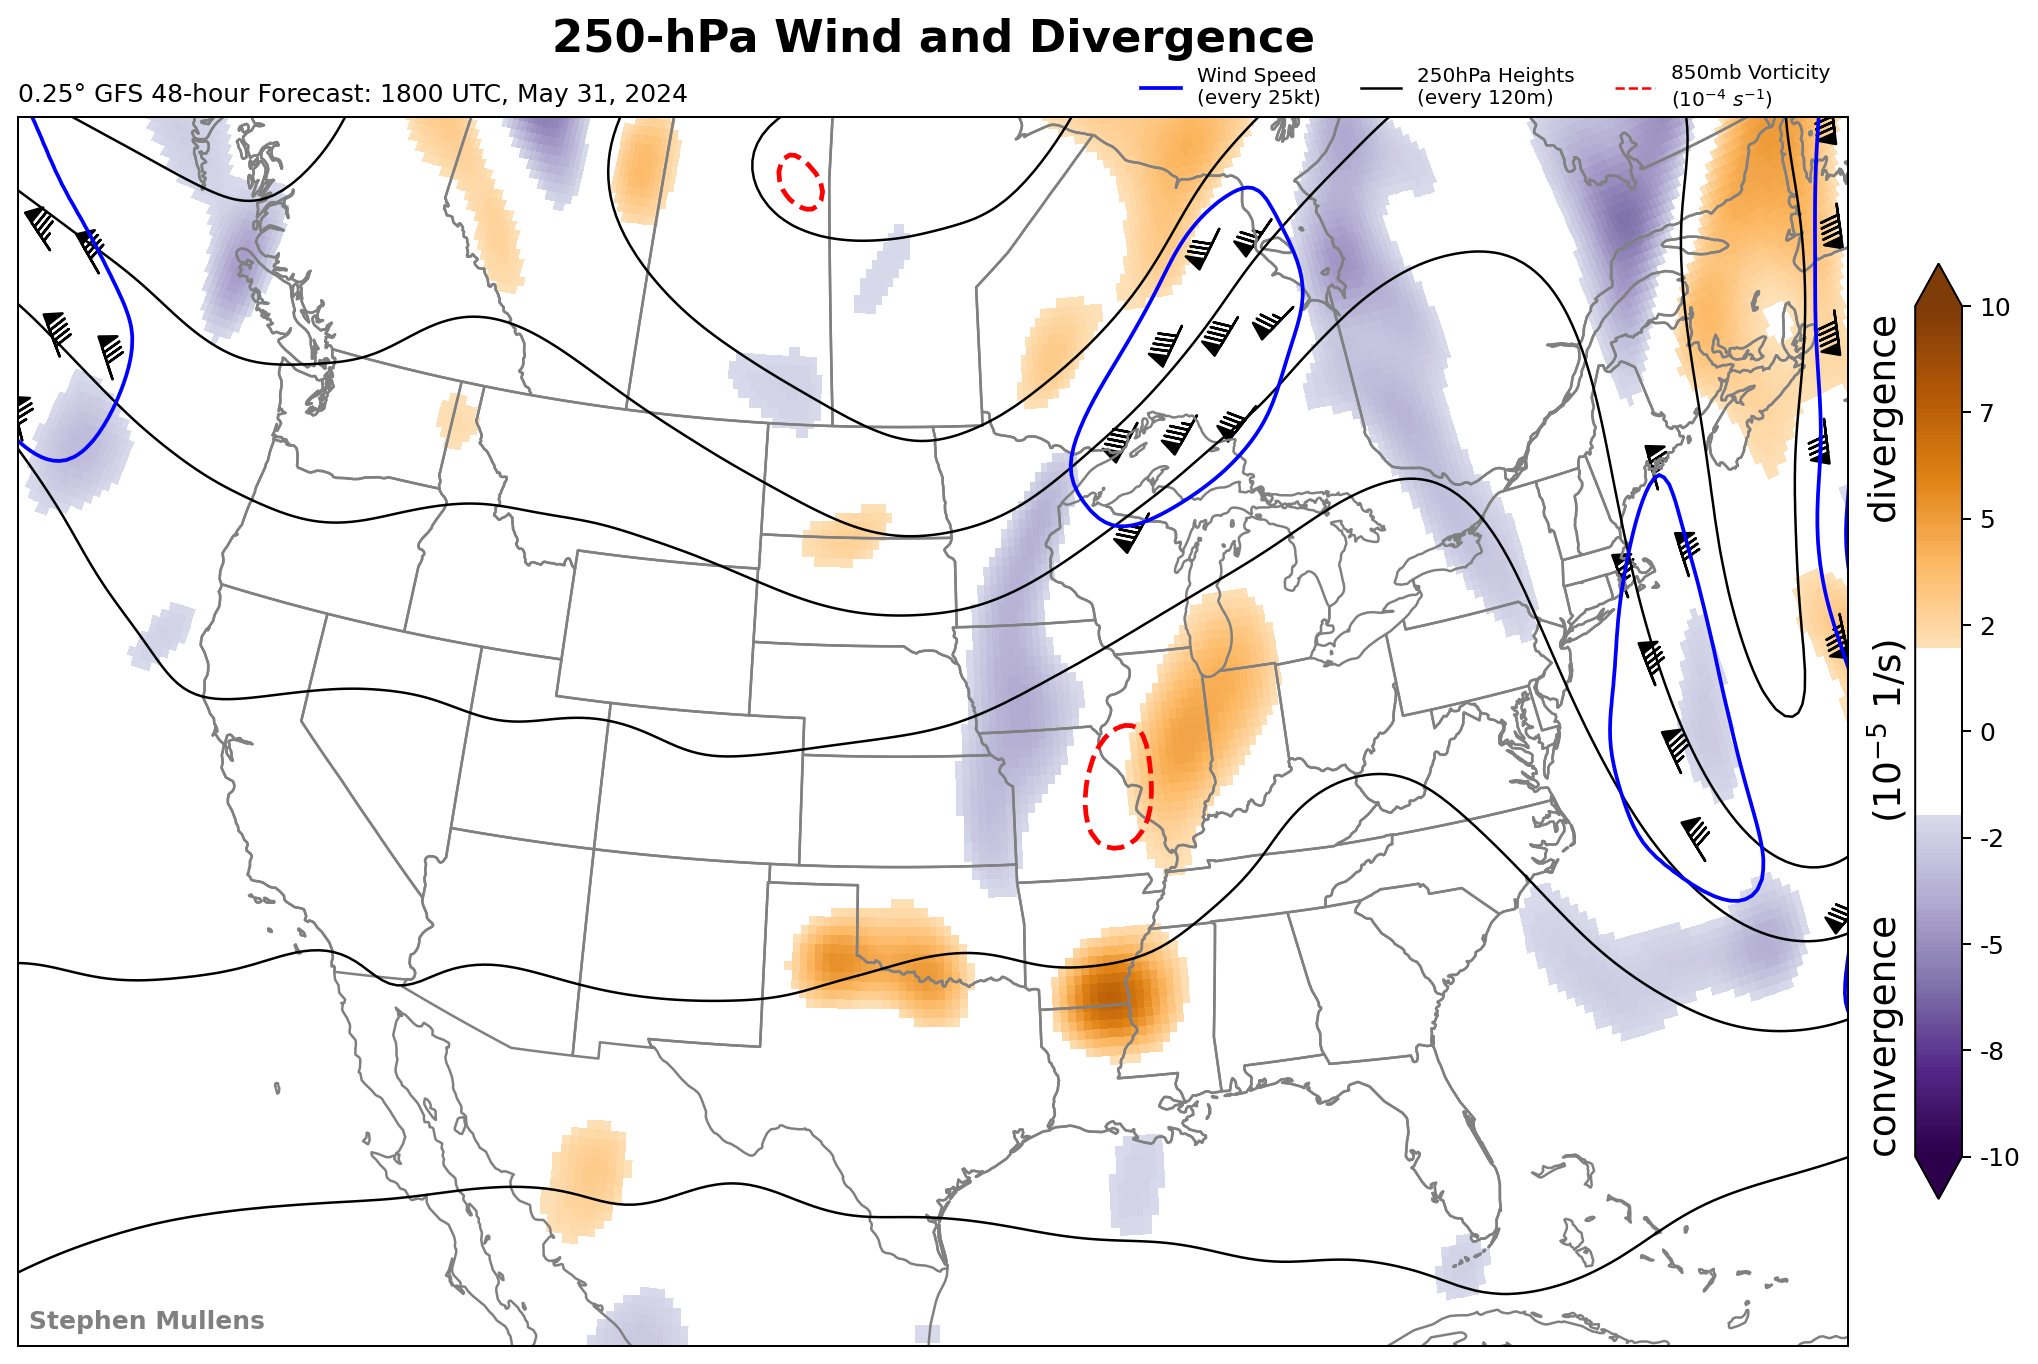 250-hPa Wind and Divergence
0.25° GFS 48-hour Forecast: 1800 UTC, May 31, 2024
Wind Speed
(every 25kt)
250hPa Heights
(every 120m)
850mb Vorticity
(10⁻⁴ s⁻¹)
10
7
5
2
0
-2
-5
-8
-10
convergence (10⁻⁵ 1/s) divergence
Stephen Mullens